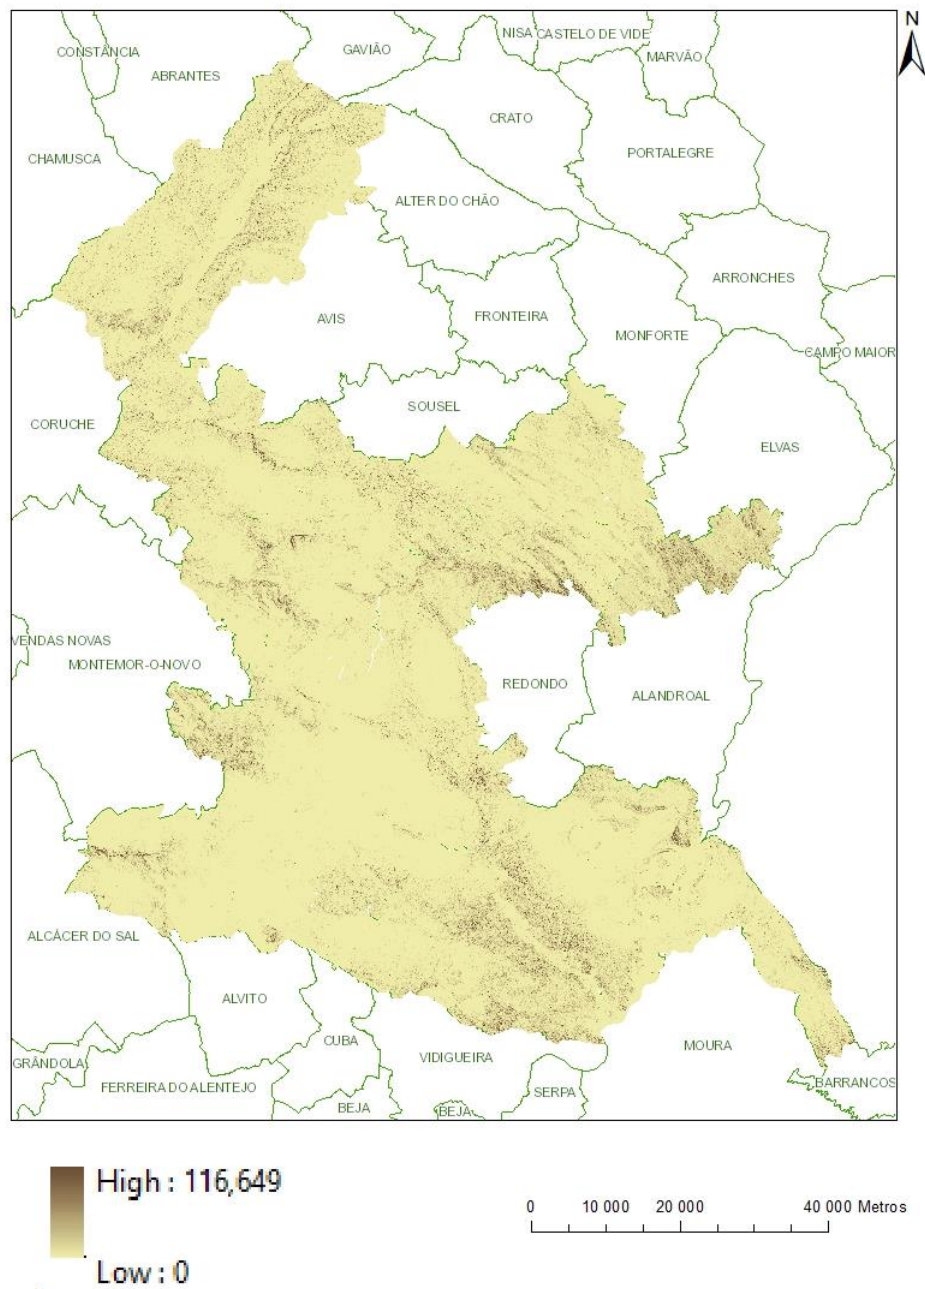 N
NISA
CASTELO DE VIDE
GAVIÃO
CONSTÂNCIA
MARVÃO
ABRANTES
CRATO
PORTALEGRE
CHAMUSCA
ALTER DO CHÃO
ARRONCHES
AVIS
FRONTEIRA
MONFORTE
CAMPO MAIOR
SOUSEL
CORUCHE
ELVAS
VENDAS NOVAS
MONTEMOR-O-NOVO
REDONDO
ALANDROAL
ALCÁCER DO SAL
ALVITO
CUBA
MOURA
VIDIGUEIRA
GRÂNDOLA
FERREIRA DO ALENTEJO
SERPA
BARRANCOS
BEJA
BEJA
High : 116,649
Low : 0
0 10 000 20 000 40 000 Metros